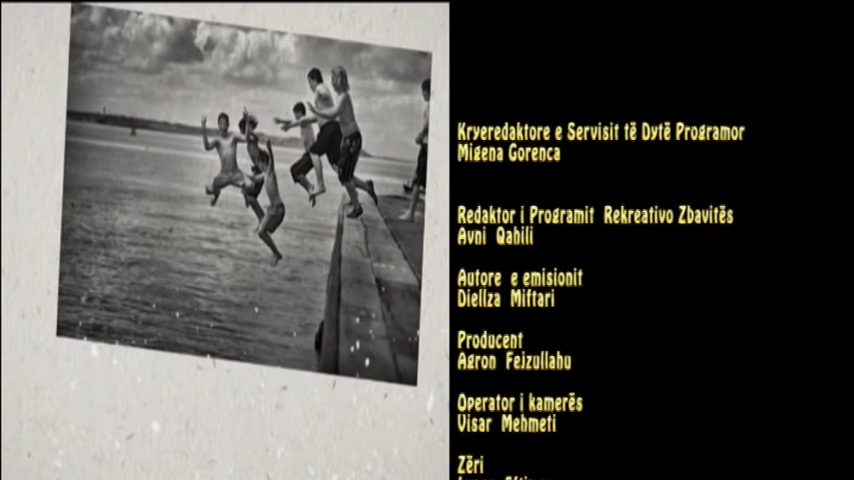 Kryeredaktore e Servisit të Dytë Programor
Migena Gorenca
Redaktor i Programit Rekreativo Zbavitës
Avni Qahili
Autore e emisionit
Diellza Miftari
Producent
Agron Fejzullahu
Operator i kamerës
Visar Mehmeti
Zëri